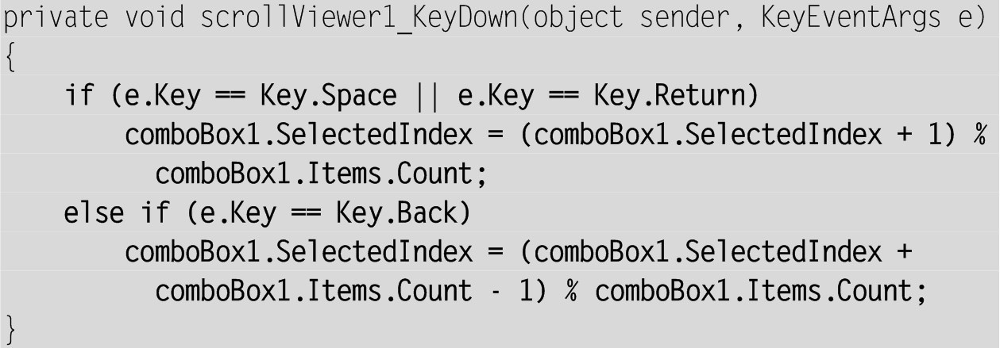 private void scrollViewer1_KeyDown(object sender, KeyEventArgs e)
{
    if (e.Key == Key.Space || e.Key == Key.Return)
        comboBox1.SelectedIndex = (comboBox1.SelectedIndex + 1) %
          comboBox1.Items.Count;
    else if (e.Key == Key.Back)
        comboBox1.SelectedIndex = (comboBox1.SelectedIndex +
          comboBox1.Items.Count - 1) % comboBox1.Items.Count;
}